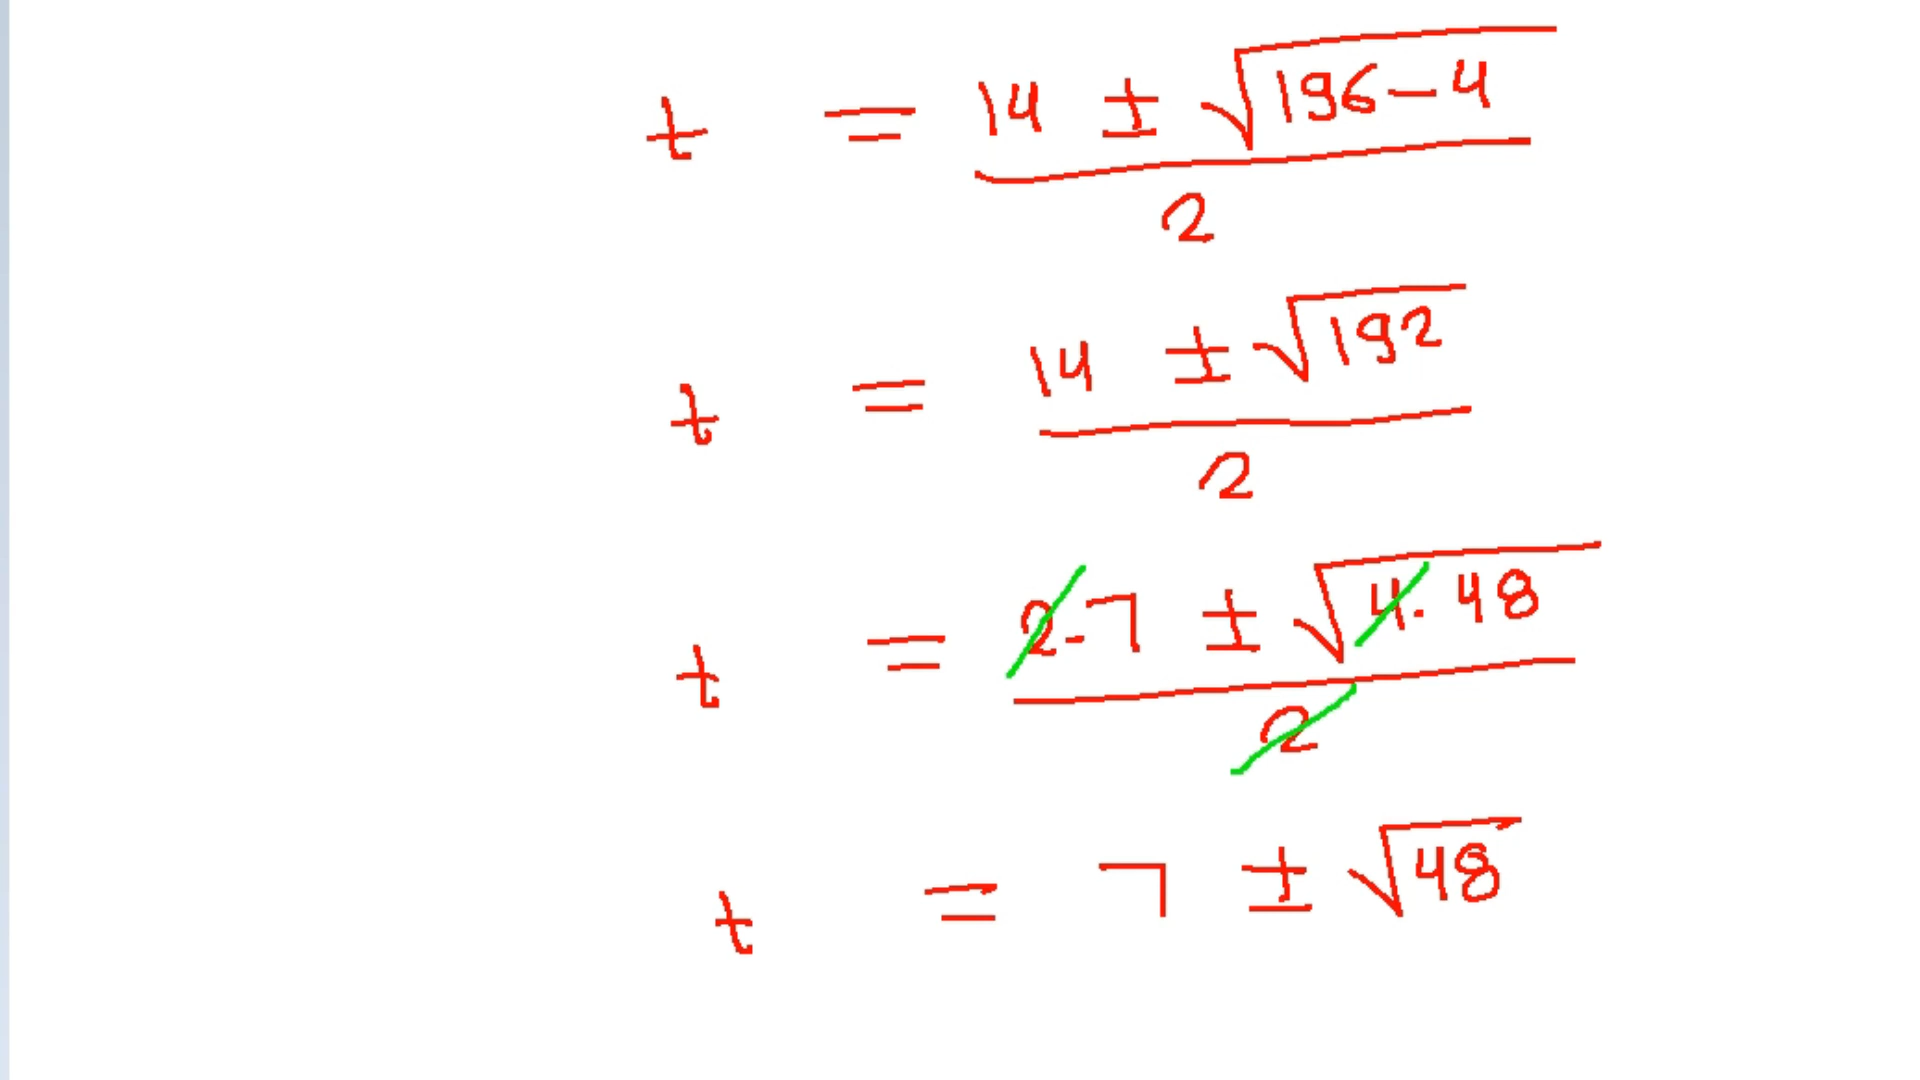 t = (14 ± √(196-4)) / 2
t = (14 ± √192) / 2
t = (2·7 ± √(4·48)) / 2
t = 7 ± √48